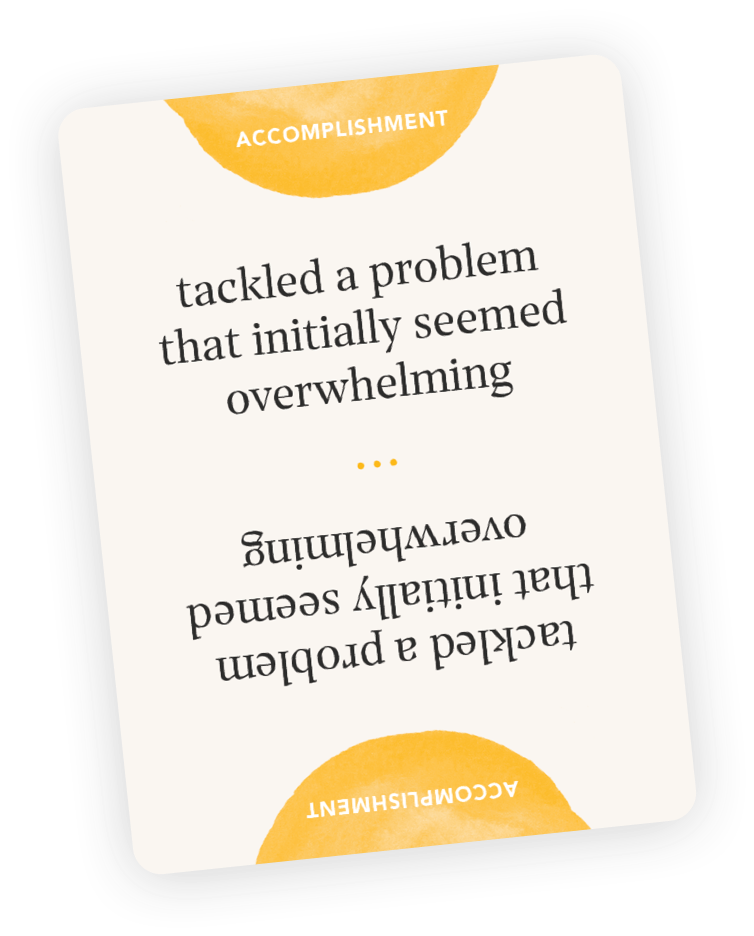 ACCOMPLISHMENT
tackled a problem
that initially seemed
overwhelming
tackled a problem
that initially seemed
overwhelming
ACCOMPLISHMENT